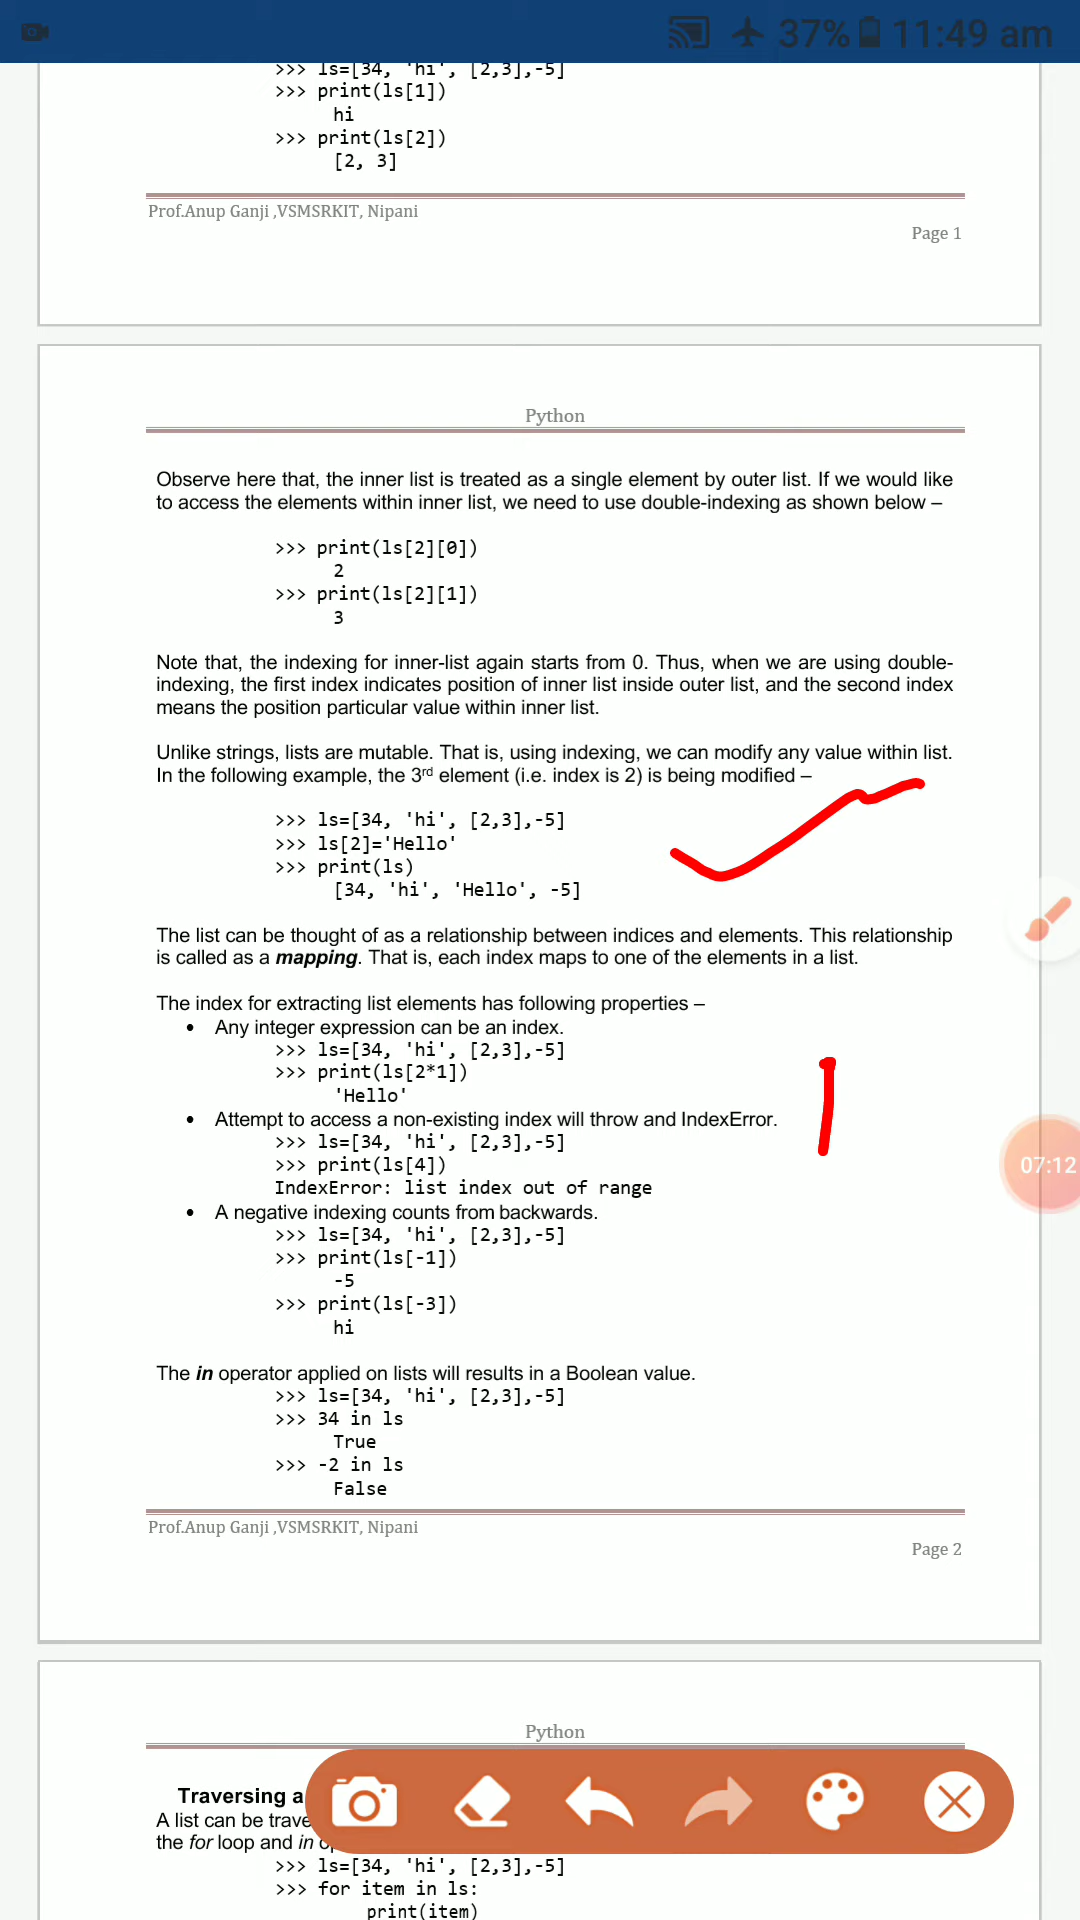 37% 11:49 am
>>> ls=[34, 'hi', [2,3],-5]
>>> print(ls[1])
hi
>>> print(ls[2])
[2, 3]
Prof.Anup Ganji ,VSMSRKIT, Nipani
Page 1
Python
Observe here that, the inner list is treated as a single element by outer list. If we would like
to access the elements within inner list, we need to use double-indexing as shown below –
>>> print(ls[2][0])
2
>>> print(ls[2][1])
3
Note that, the indexing for inner-list again starts from 0. Thus, when we are using double-
indexing, the first index indicates position of inner list inside outer list, and the second index
means the position particular value within inner list.
Unlike strings, lists are mutable. That is, using indexing, we can modify any value within list.
In the following example, the 3rd element (i.e. index is 2) is being modified –
>>> ls=[34, 'hi', [2,3],-5]
>>> ls[2]='Hello'
>>> print(ls)
[34, 'hi', 'Hello', -5]
The list can be thought of as a relationship between indices and elements. This relationship
is called as a mapping. That is, each index maps to one of the elements in a list.
The index for extracting list elements has following properties –
• Any integer expression can be an index.
>>> ls=[34, 'hi', [2,3],-5]
>>> print(ls[2*1])
'Hello'
• Attempt to access a non-existing index will throw and IndexError.
>>> ls=[34, 'hi', [2,3],-5]
>>> print(ls[4])
07:12
IndexError: list index out of range
• A negative indexing counts from backwards.
>>> ls=[34, 'hi', [2,3],-5]
>>> print(ls[-1])
-5
>>> print(ls[-3])
hi
The in operator applied on lists will results in a Boolean value.
>>> ls=[34, 'hi', [2,3],-5]
>>> 34 in ls
True
>>> -2 in ls
False
Prof.Anup Ganji ,VSMSRKIT, Nipani
Page 2
Python
Traversing a
A list can be trave
the for loop and in
>>> ls=[34, 'hi', [2,3],-5]
>>> for item in ls:
print(item)